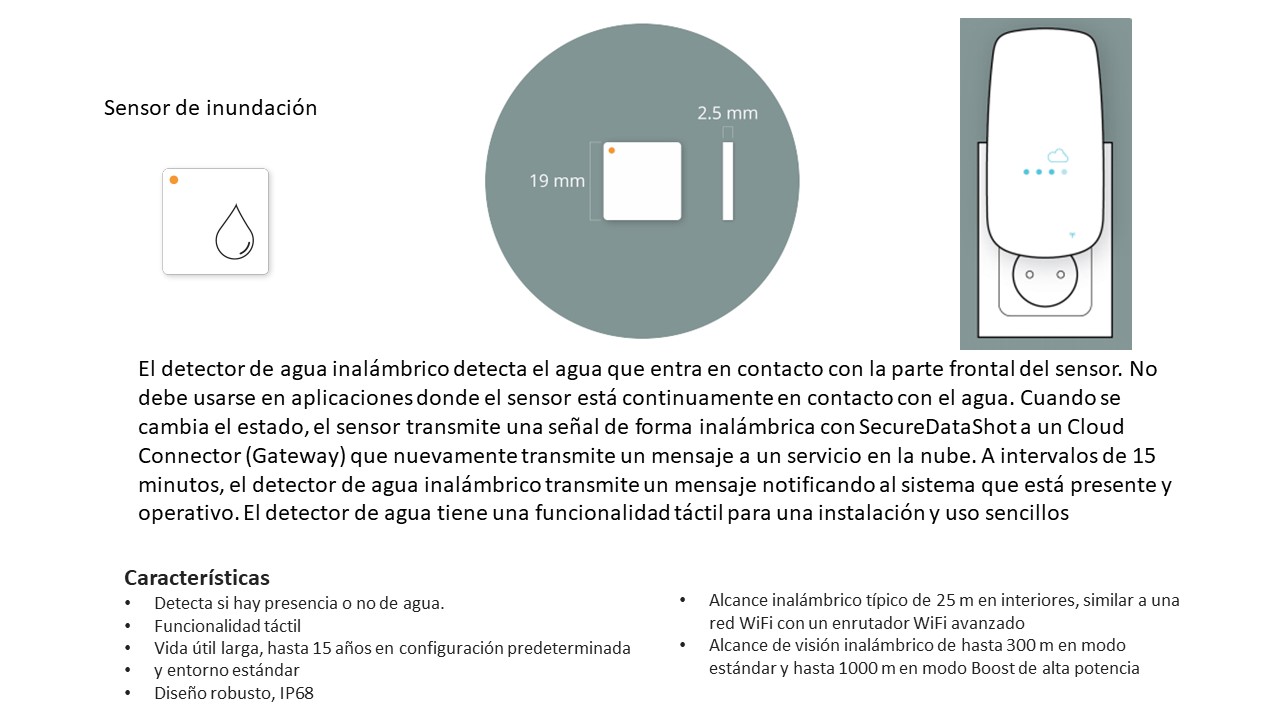 Sensor de inundación
2.5 mm
19 mm
El detector de agua inalámbrico detecta el agua que entra en contacto con la parte frontal del sensor. No
debe usarse en aplicaciones donde el sensor está continuamente en contacto con el agua. Cuando se
cambia el estado, el sensor transmite una señal de forma inalámbrica con SecureDataShot a un Cloud
Connector (Gateway) que nuevamente transmite un mensaje a un servicio en la nube. A intervalos de 15
minutos, el detector de agua inalámbrico transmite un mensaje notificando al sistema que está presente y
operativo. El detector de agua tiene una funcionalidad táctil para una instalación y uso sencillos
Características
• Detecta si hay presencia o no de agua.
• Funcionalidad táctil
• Vida útil larga, hasta 15 años en configuración predeterminada
• y entorno estándar
• Diseño robusto, IP68
• Alcance inalámbrico típico de 25 m en interiores, similar a una
red WiFi con un enrutador WiFi avanzado
• Alcance de visión inalámbrico de hasta 300 m en modo
estándar y hasta 1000 m en modo Boost de alta potencia